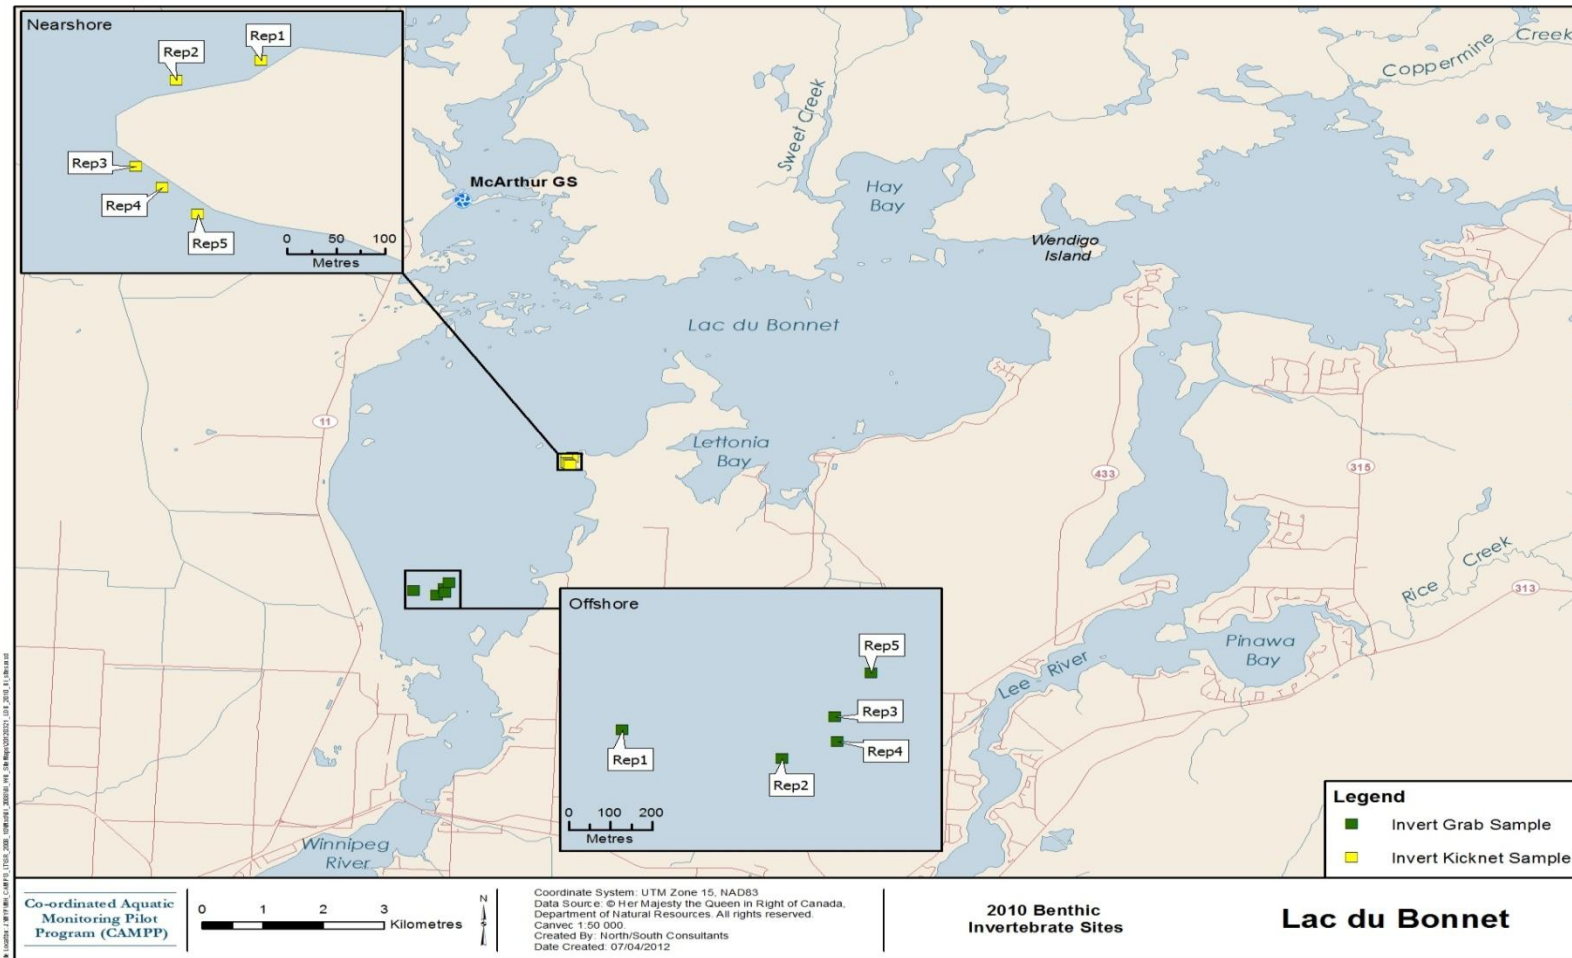 Nearshore
Rep1
Rep2
Rep3
Rep4
Rep5
0 50 100
Metres
McArthur GS
Sweet Creek
Hay
Bay
Coppermine Creek
Wendigo
Island
Lac du Bonnet
Lettonia
Bay
11
433
315
313
Rice Creek
Pinawa
Bay
Lee River
Winnipeg
River
Offshore
Rep5
Rep3
Rep4
Rep1
Rep2
0 100 200
Metres
Legend
Invert Grab Sample
Invert Kicknet Sample
Co-ordinated Aquatic
Monitoring Pilot
Program (CAMPP)
0 1 2 3
Kilometres
N
Coordinate System: UTM Zone 15, NAD83
Data Source: © Her Majesty the Queen in Right of Canada,
Department of Natural Resources. All rights reserved.
Canvec 1:50 000.
Created By: North/South Consultants
Date Created: 07/04/2012
2010 Benthic
Invertebrate Sites
Lac du Bonnet